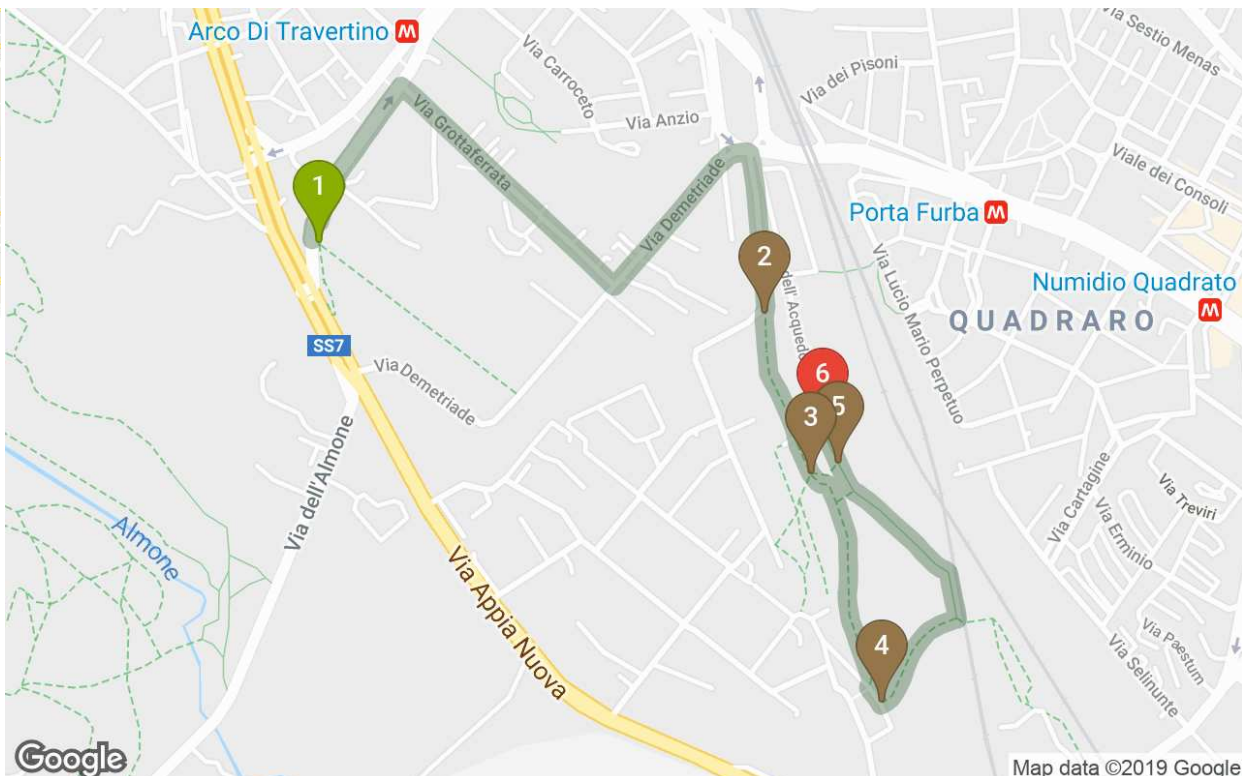 Arco Di Travertino M
Via Sestio Menas
Via Carroceto
Via dei Pisoni
Via Anzio
Viale dei Consoli
Via Grottaferrata
Via Demetriade
1
Porta Furba M
2
dell' Acquedo
Via Lucio Mario Perpetuo
Numidio Quadrato
M
QUADRARO
SS7
Via Demetriade
6
3
5
Via dell'Almone
Almone
Via Cartagine
Via Treviri
Via Erminio
Via Appia Nuova
4
Via Paestum
Via Selinunte
Google
Map data ©2019 Google